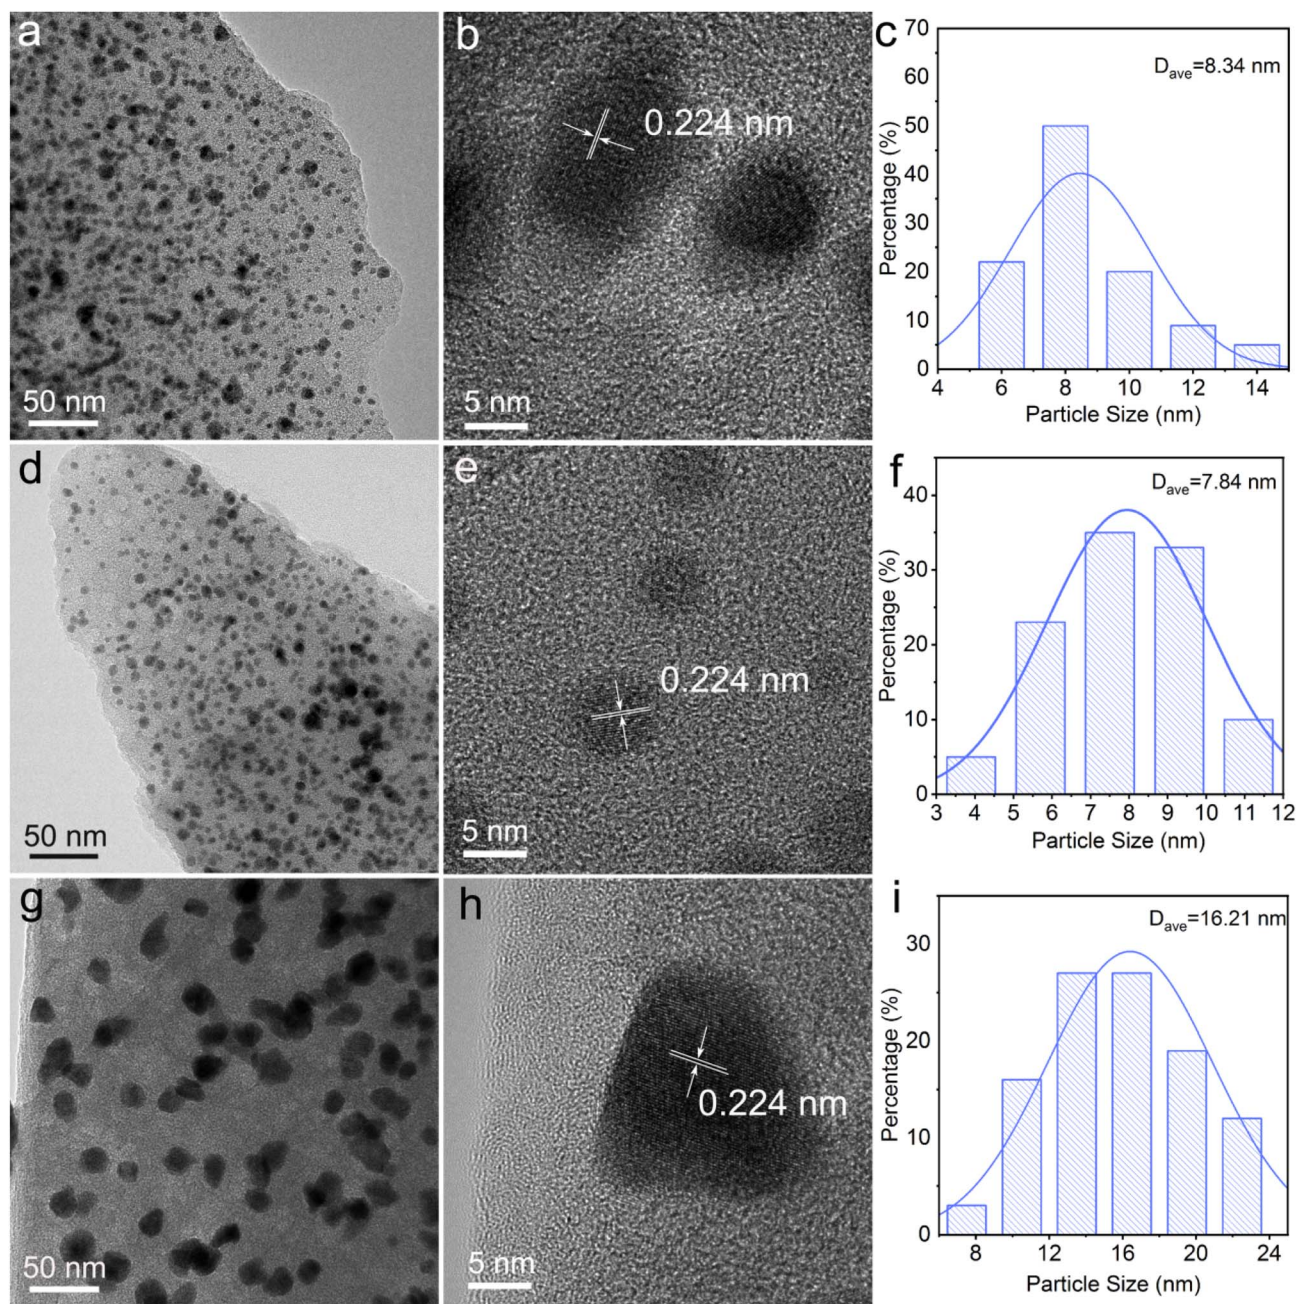 a
50 nm
b
0.224 nm
5 nm
c
D_ave=8.34 nm
Percentage (%)
70
60
50
40
30
20
10
0
4 6 8 10 12 14
Particle Size (nm)
d
50 nm
e
0.224 nm
5 nm
f
D_ave=7.84 nm
Percentage (%)
40
30
20
10
0
3 4 5 6 7 8 9 10 11 12
Particle Size (nm)
g
50 nm
h
0.224 nm
5 nm
i
D_ave=16.21 nm
Percentage (%)
30
20
10
0
8 12 16 20 24
Particle Size (nm)